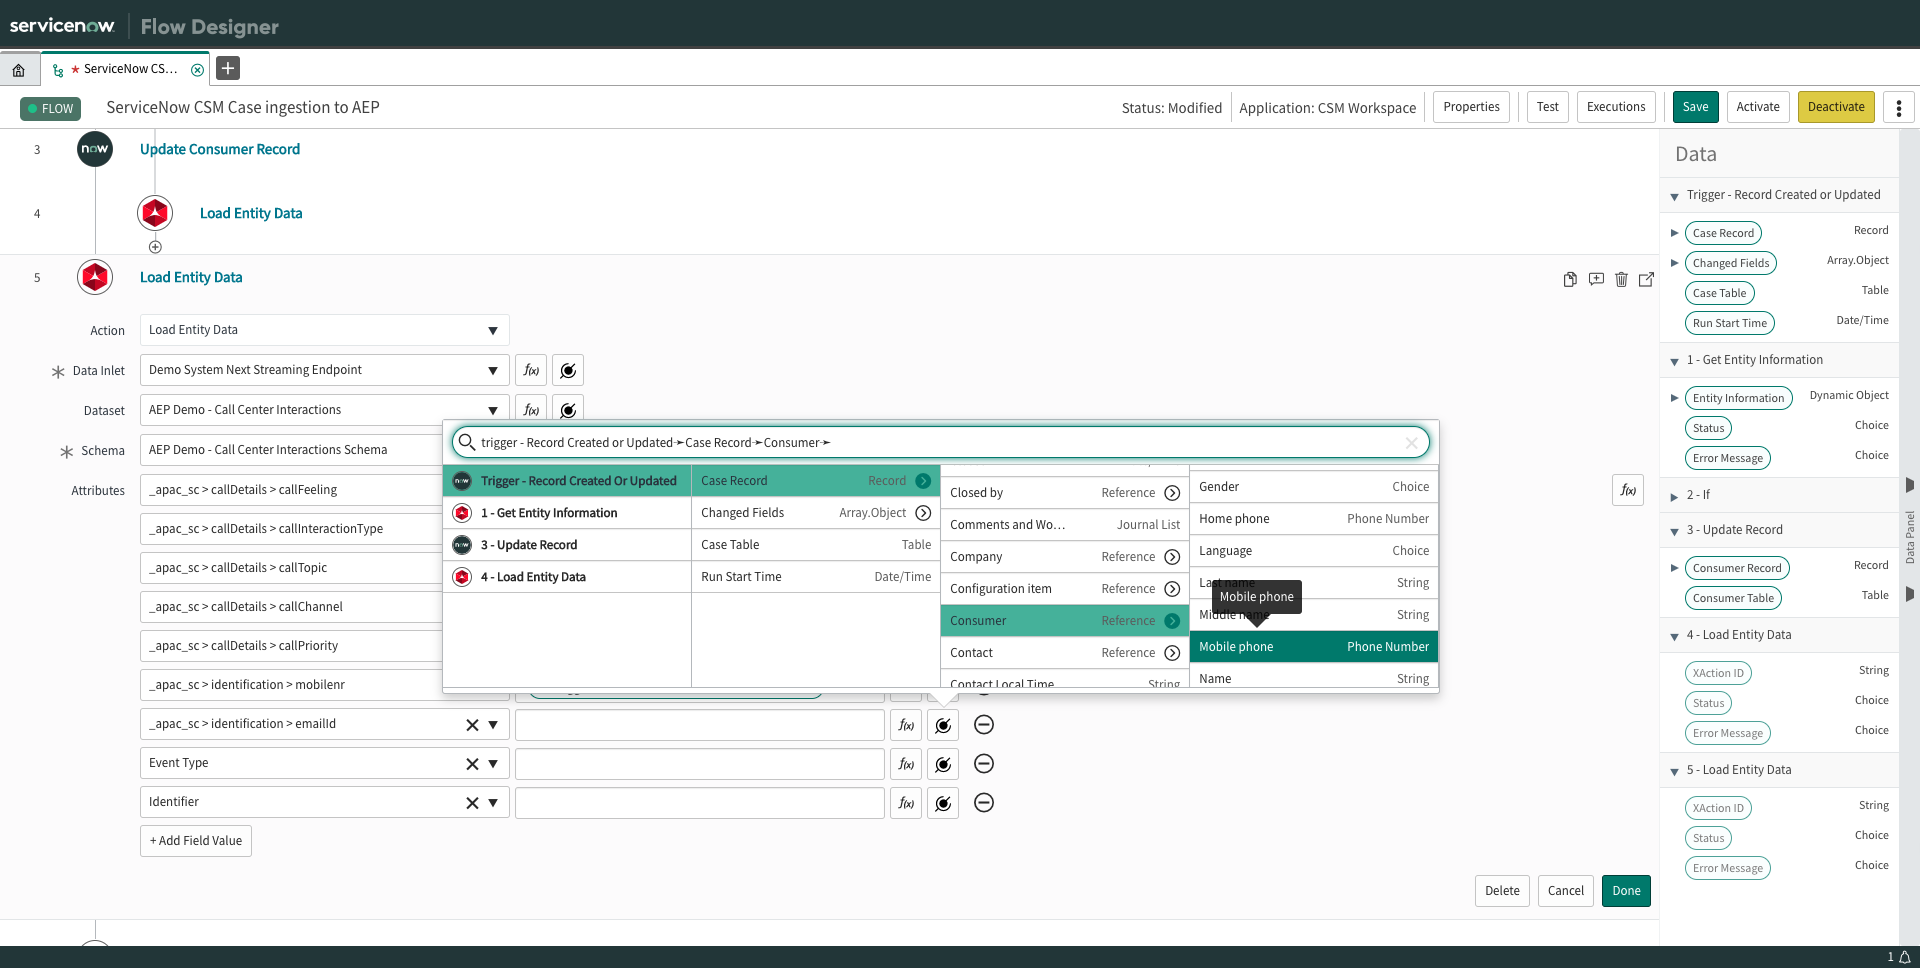 servicenow Flow Designer
ServiceNow CS...
FLOW ServiceNow CSM Case ingestion to AEP
Status: Modified Application: CSM Workspace Properties Test Executions Save Activate Deactivate
3 now Update Consumer Record
4 Load Entity Data
5 Load Entity Data
Action Load Entity Data
Data Inlet Demo System Next Streaming Endpoint f(x)
Dataset AEP Demo - Call Center Interactions f(x)
Schema AEP Demo - Call Center Interactions Schema
Attributes _apac_sc > callDetails > callFeeling f(x)
_apac_sc > callDetails > callInteractionType
_apac_sc > callDetails > callTopic
_apac_sc > callDetails > callChannel
_apac_sc > callDetails > callPriority
_apac_sc > identification > mobilenr
_apac_sc > identification > emailId f(x)
Event Type f(x)
Identifier f(x)
+ Add Field Value
Delete Cancel Done
trigger - Record Created or Updated➛Case Record➛Consumer➛
now Trigger - Record Created Or Updated
1 - Get Entity Information
now 3 - Update Record
4 - Load Entity Data
Case Record Record
Changed Fields Array.Object
Case Table Table
Run Start Time Date/Time
Closed by Reference
Comments and Wo... Journal List
Company Reference
Configuration item Reference
Consumer Reference
Contact Reference
Contact Local Time String
Gender Choice
Home phone Phone Number
Language Choice
Last name String
Mobile phone
Middle name String
Mobile phone Phone Number
Name String
Data
Trigger - Record Created or Updated
Case Record Record
Changed Fields Array.Object
Case Table Table
Run Start Time Date/Time
1 - Get Entity Information
Entity Information Dynamic Object
Status Choice
Error Message Choice
2 - If
3 - Update Record
Consumer Record Record
Consumer Table Table
4 - Load Entity Data
XAction ID String
Status Choice
Error Message Choice
5 - Load Entity Data
XAction ID String
Status Choice
Error Message Choice
Data Panel
1